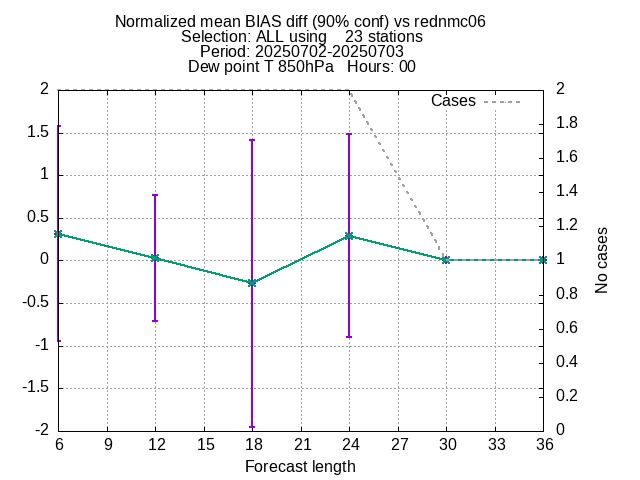 Normalized mean BIAS diff (90% conf) vs rednmc06
Selection: ALL using    23 stations
Period: 20250702-20250703
Dew point T 850hPa   Hours: 00
Cases
2
1.5
1
0.5
0
-0.5
-1
-1.5
-2
2
1.8
1.6
1.4
1.2
1
0.8
0.6
0.4
0.2
0
No cases
6 9 12 15 18 21 24 27 30 33 36
Forecast length